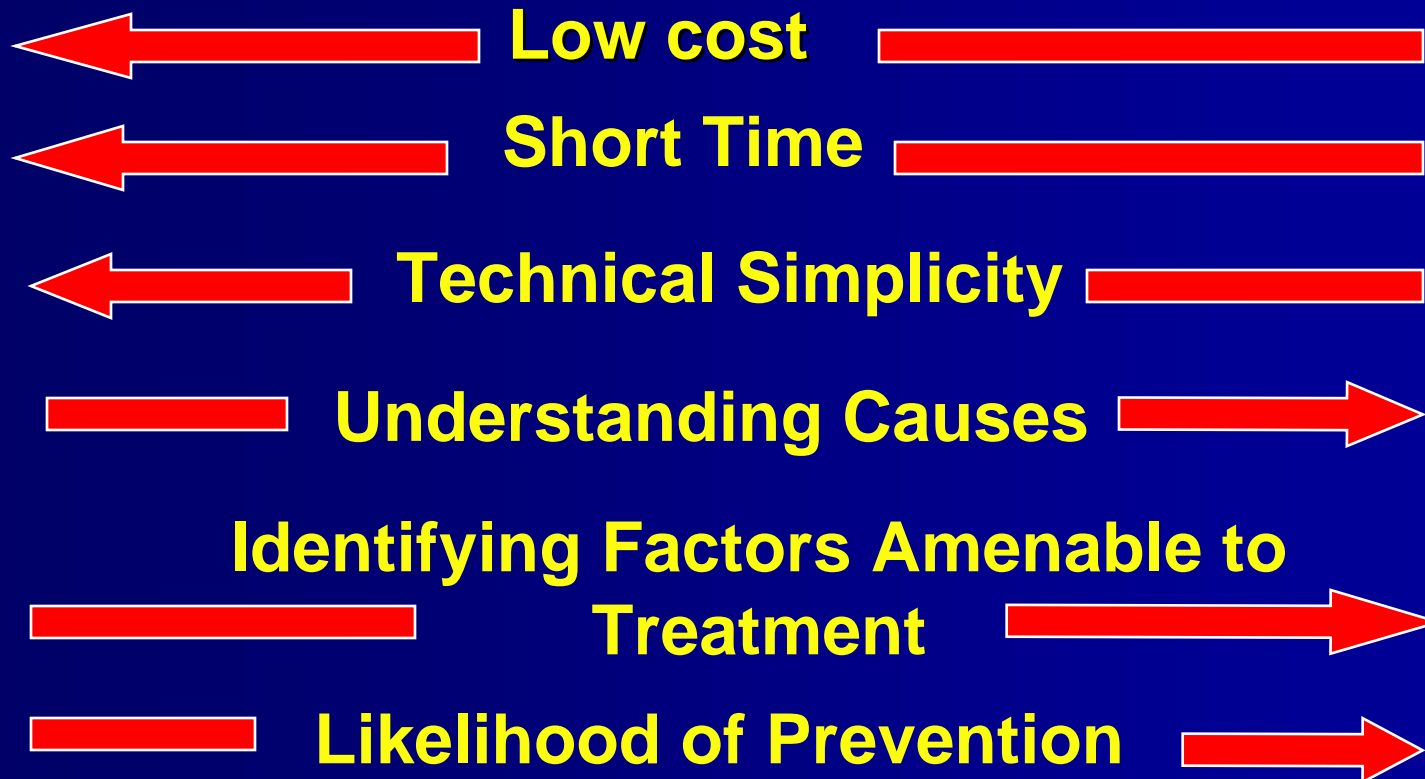 Low cost
Short Time
Technical Simplicity
Understanding Causes
Identifying Factors Amenable to
Treatment
Likelihood of Prevention